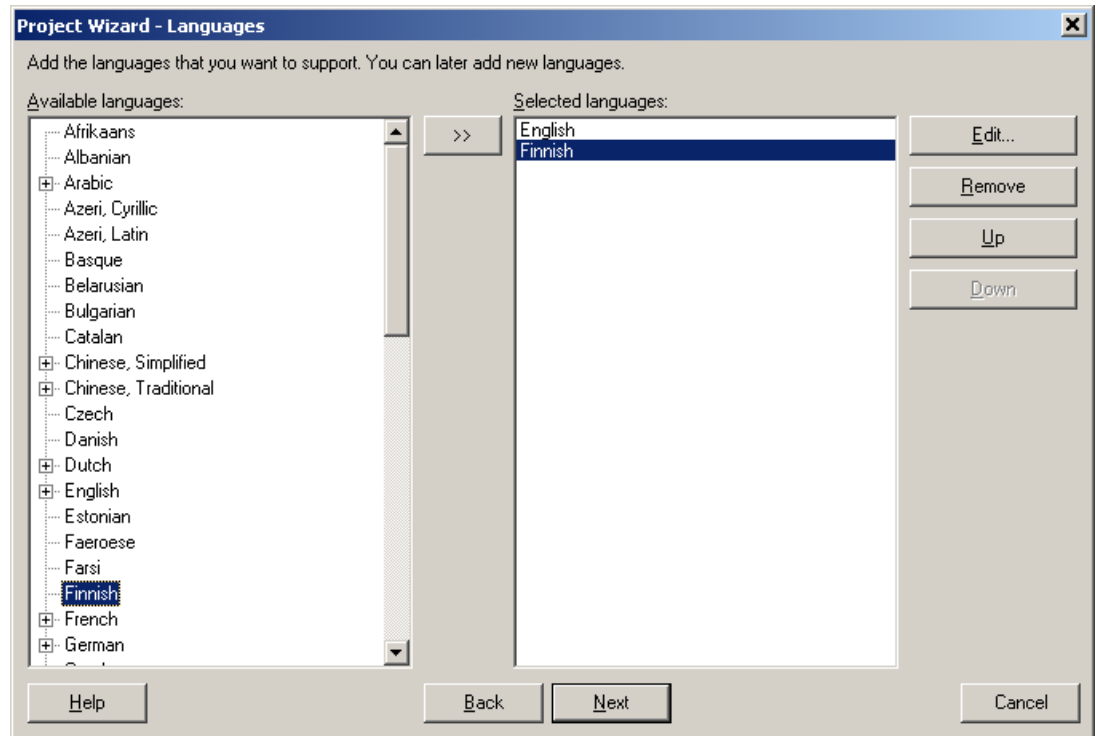 Project Wizard - Languages
Add the languages that you want to support. You can later add new languages.
Available languages:
Afrikaans
Albanian
Arabic
Azeri, Cyrillic
Azeri, Latin
Basque
Belarusian
Bulgarian
Catalan
Chinese, Simplified
Chinese, Traditional
Czech
Danish
Dutch
English
Estonian
Faeroese
Farsi
Finnish
French
German
>>
Selected languages:
English
Finnish
Edit...
Remove
Up
Down
Help
Back
Next
Cancel